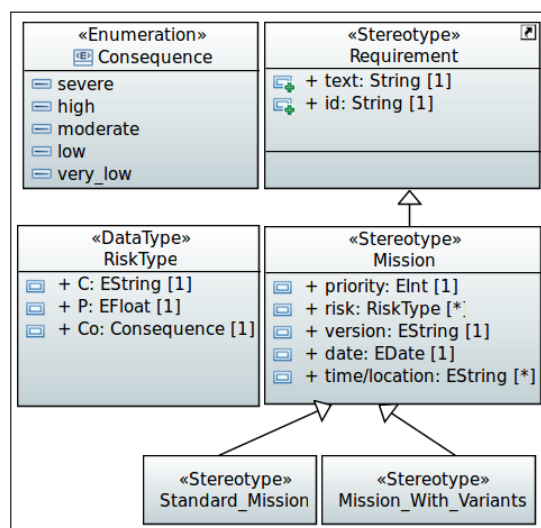 «Enumeration»
Consequence
severe
high
moderate
low
very_low
«Stereotype»
Requirement
+ text: String [1]
+ id: String [1]
«DataType»
RiskType
+ C: EString [1]
+ P: EFloat [1]
+ Co: Consequence [1]
«Stereotype»
Mission
+ priority: EInt [1]
+ risk: RiskType [*]
+ version: EString [1]
+ date: EDate [1]
+ time/location: EString [*]
«Stereotype»
Standard_Mission
«Stereotype»
Mission_With_Variants